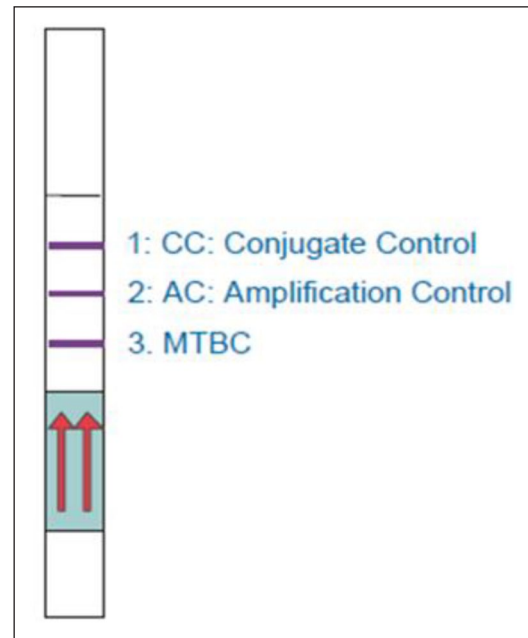 1: CC: Conjugate Control
2: AC: Amplification Control
3. MTBC